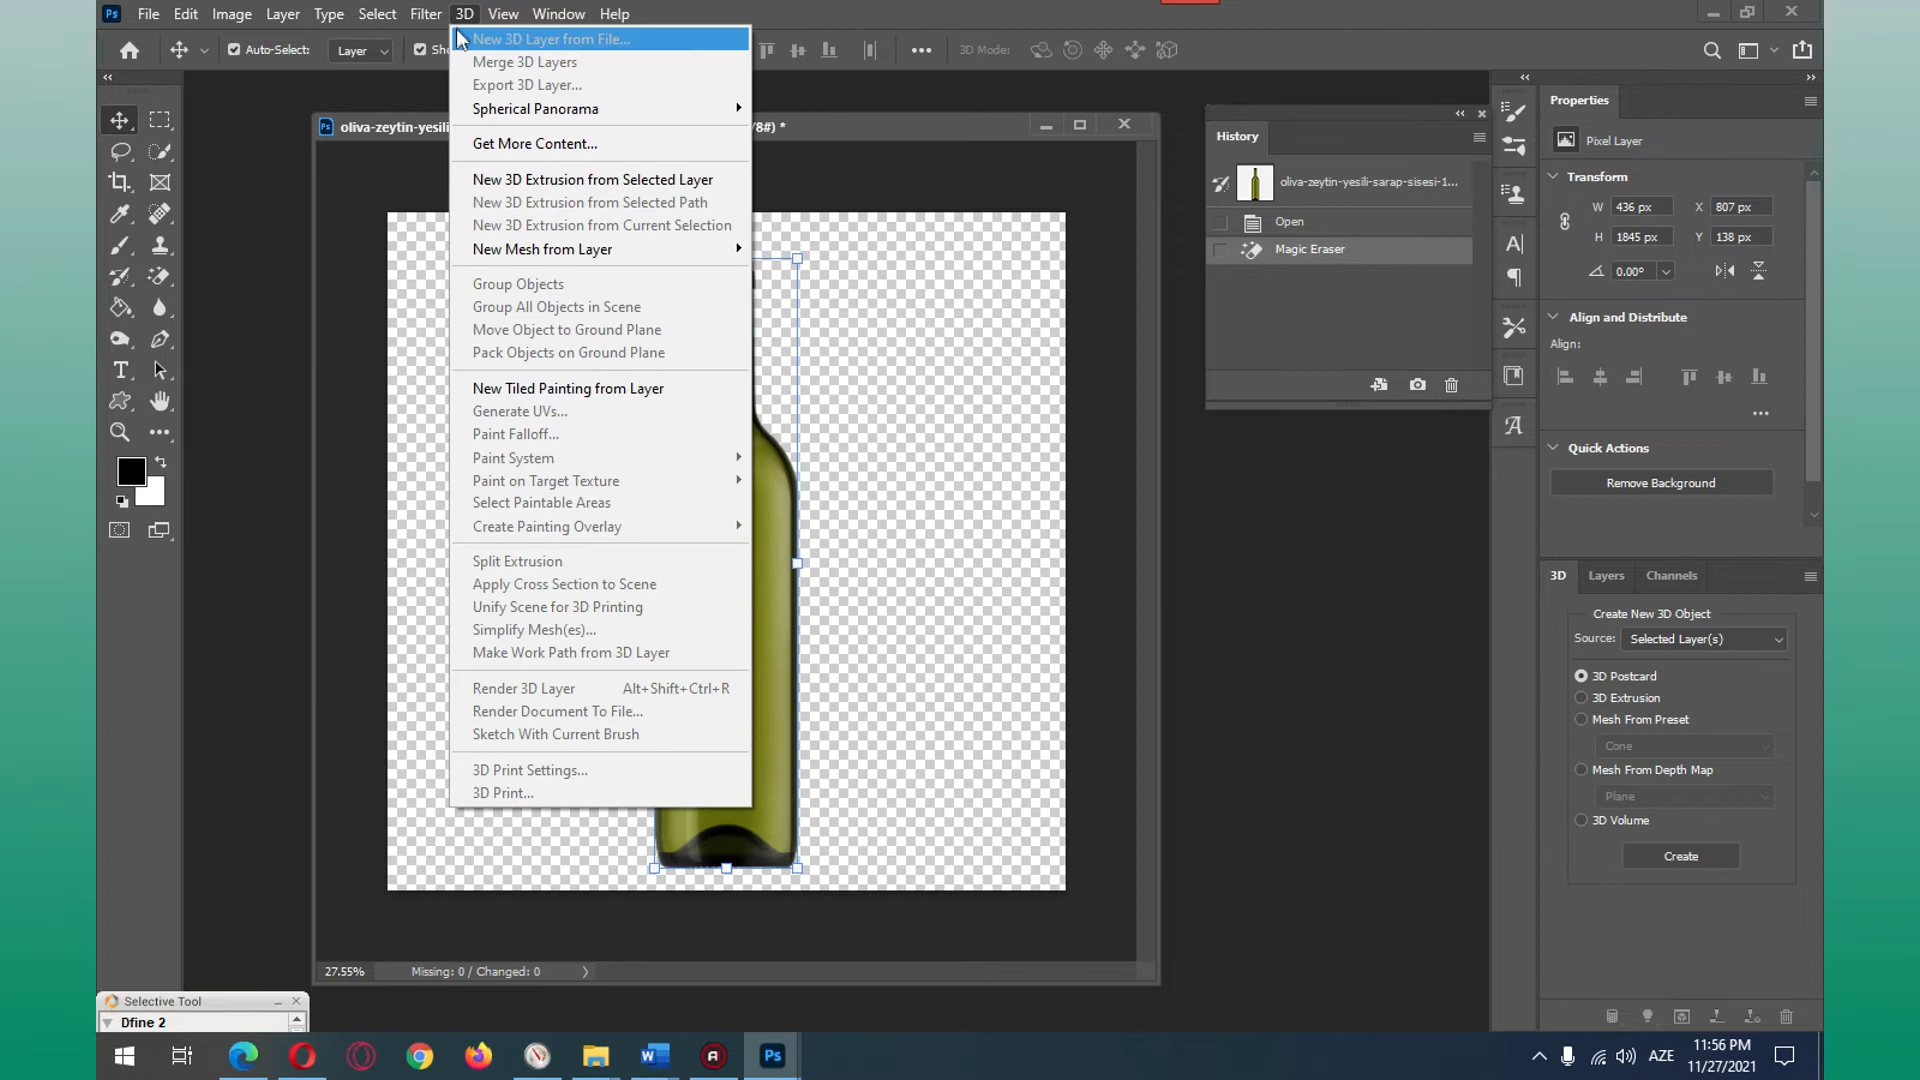 Ps File Edit Image Layer Type Select Filter 3D View Window Help
Auto-Select: Layer
3D Mode:
New 3D Layer from File...
Merge 3D Layers
Export 3D Layer...
Spherical Panorama
Get More Content...
New 3D Extrusion from Selected Layer
New 3D Extrusion from Selected Path
New 3D Extrusion from Current Selection
New Mesh from Layer
Group Objects
Group All Objects in Scene
Move Object to Ground Plane
Pack Objects on Ground Plane
New Tiled Painting from Layer
Generate UVs...
Paint Falloff...
Paint System
Paint on Target Texture
Select Paintable Areas
Create Painting Overlay
Split Extrusion
Apply Cross Section to Scene
Unify Scene for 3D Printing
Simplify Mesh(es)...
Make Work Path from 3D Layer
Render 3D Layer Alt+Shift+Ctrl+R
Render Document To File...
Sketch With Current Brush
3D Print Settings...
3D Print...
Ps oliva-zeytin-yesili
/8#) *
27.55% Missing: 0 / Changed: 0
History
oliva-zeytin-yesili-sarap-sisesi-1...
Open
Magic Eraser
Properties
Pixel Layer
Transform
W 436 px X 807 px
H 1845 px Y 138 px
0.00°
Align and Distribute
Align:
Quick Actions
Remove Background
3D Layers Channels
Create New 3D Object
Source: Selected Layer(s)
3D Postcard
3D Extrusion
Mesh From Preset
Cone
Mesh From Depth Map
Plane
3D Volume
Create
Selective Tool
Dfine 2
Ps
AZE
11:56 PM
11/27/2021